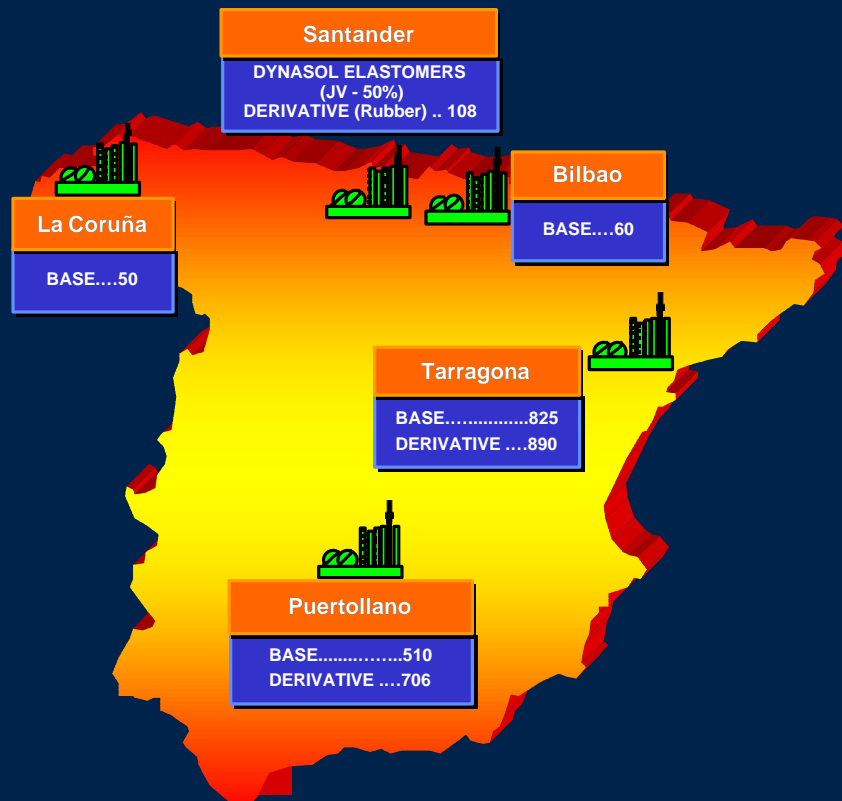 Santander
DYNASOL ELASTOMERS
(JV - 50%)
DERIVATIVE (Rubber) .. 108
Bilbao
BASE....60
La Coruña
BASE....50
Tarragona
BASE.…............825
DERIVATIVE ….890
Puertollano
BASE........……...510
DERIVATIVE ….706